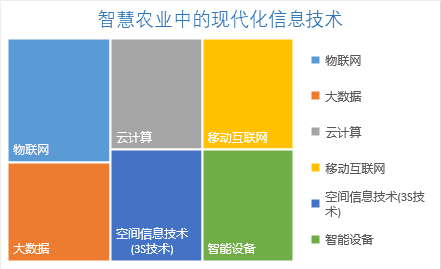 智慧农业中的现代化信息技术
物联网
云计算
移动互联网
大数据
空间信息技术
(3S技术)
智能设备
物联网
大数据
云计算
移动互联网
空间信息技术(3S技
术)
智能设备